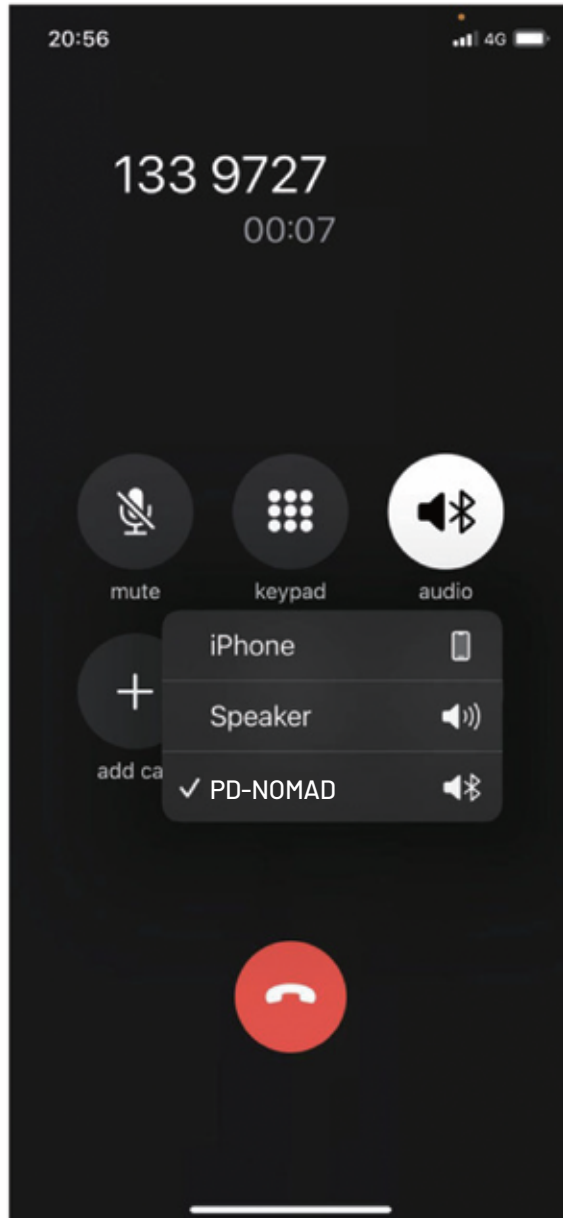 20:56 4G
133 9727
00:07
mute keypad audio
iPhone
Speaker
add ca
PD-NOMAD